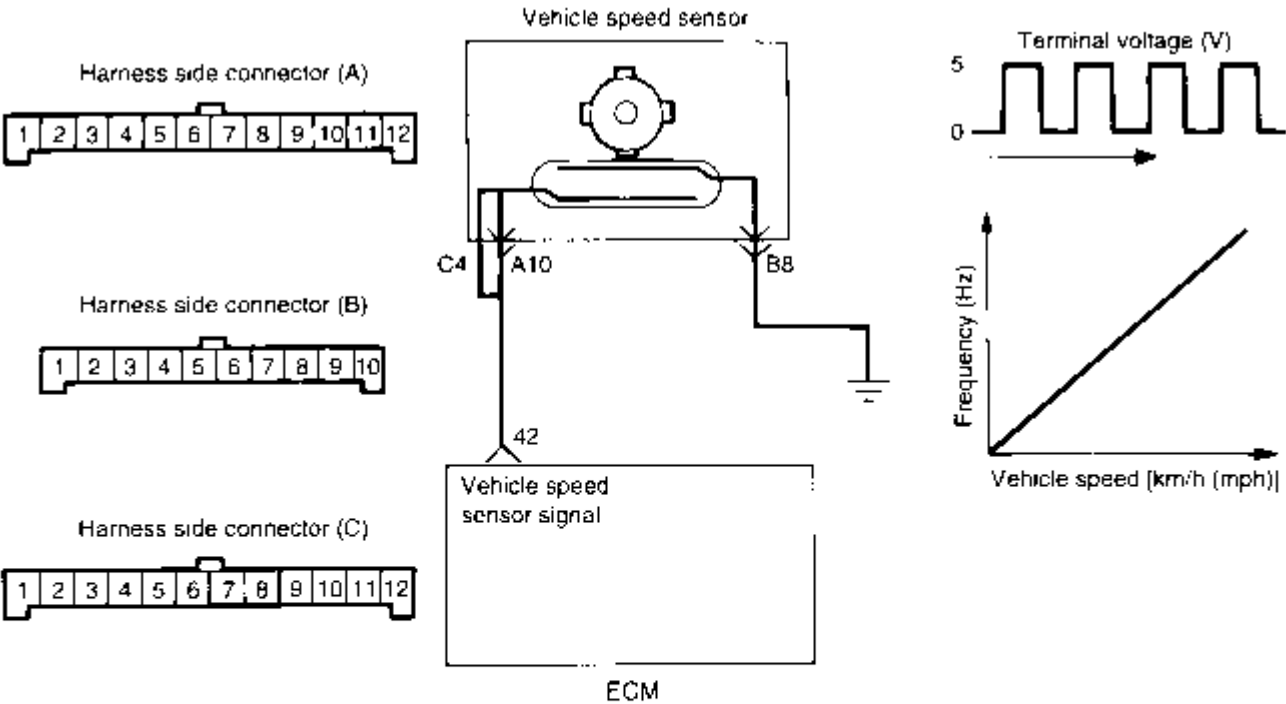 Vehicle speed sensor
Harness side connector (A)
1 2 3 4 5 6 7 8 9 10 11 12
C4 A10 B8
Harness side connector (B)
1 2 3 4 5 6 7 8 9 10
42
Vehicle speed
sensor signal
Harness side connector (C)
1 2 3 4 5 6 7 8 9 10 11 12
ECM
Terminal voltage (V)
5
0
Frequency (Hz)
Vehicle speed [km/h (mph)]